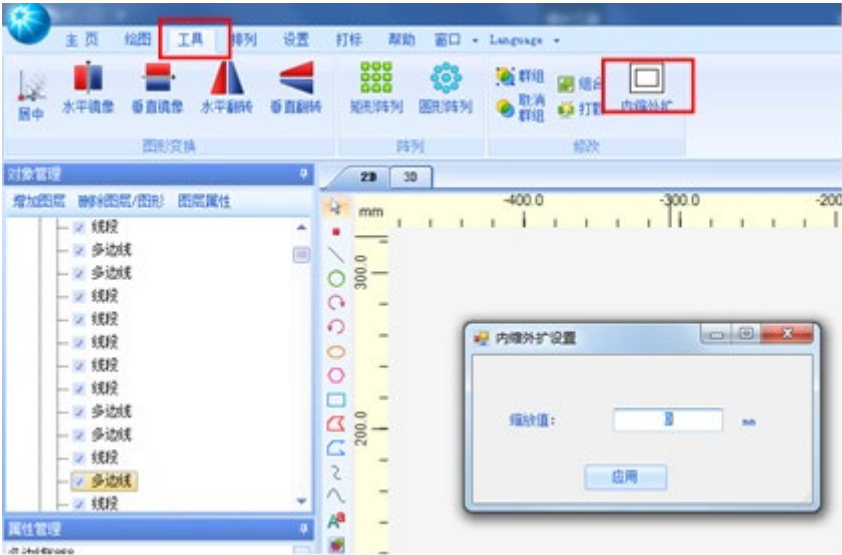 主页 绘图 工具 排列 设置 打标 帮助 窗口 Language
居中 水平镜像 垂直镜像 水平翻转 垂直翻转 矩形阵列 圆形阵列 群组 取消群组 组合 打散 内缩外扩
图形变换 阵列 修改
对象管理
2D 3D
增加图层 删除图层/图形 图层属性
mm -400.0 -300.0 -200
线段
多边线
多边线
线段
线段
线段
线段
线段
多边线
多边线
线段
多边线
线段
300.0
200.0
内缩外扩设置
缩放值: 0 mm
应用
属性管理